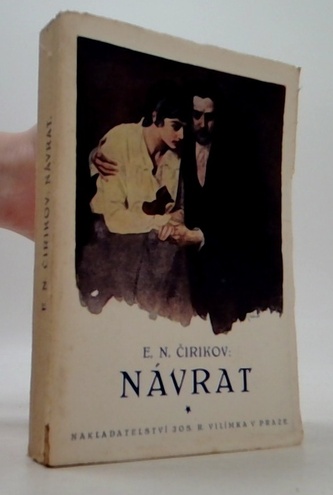 E. N. ČIRIKOV: NÁVRAT.
E. N. ČIRIKOV:
NÁVRAT
NAKLADATELSTVÍ JOS. R. VILÍMKA V PRAZE